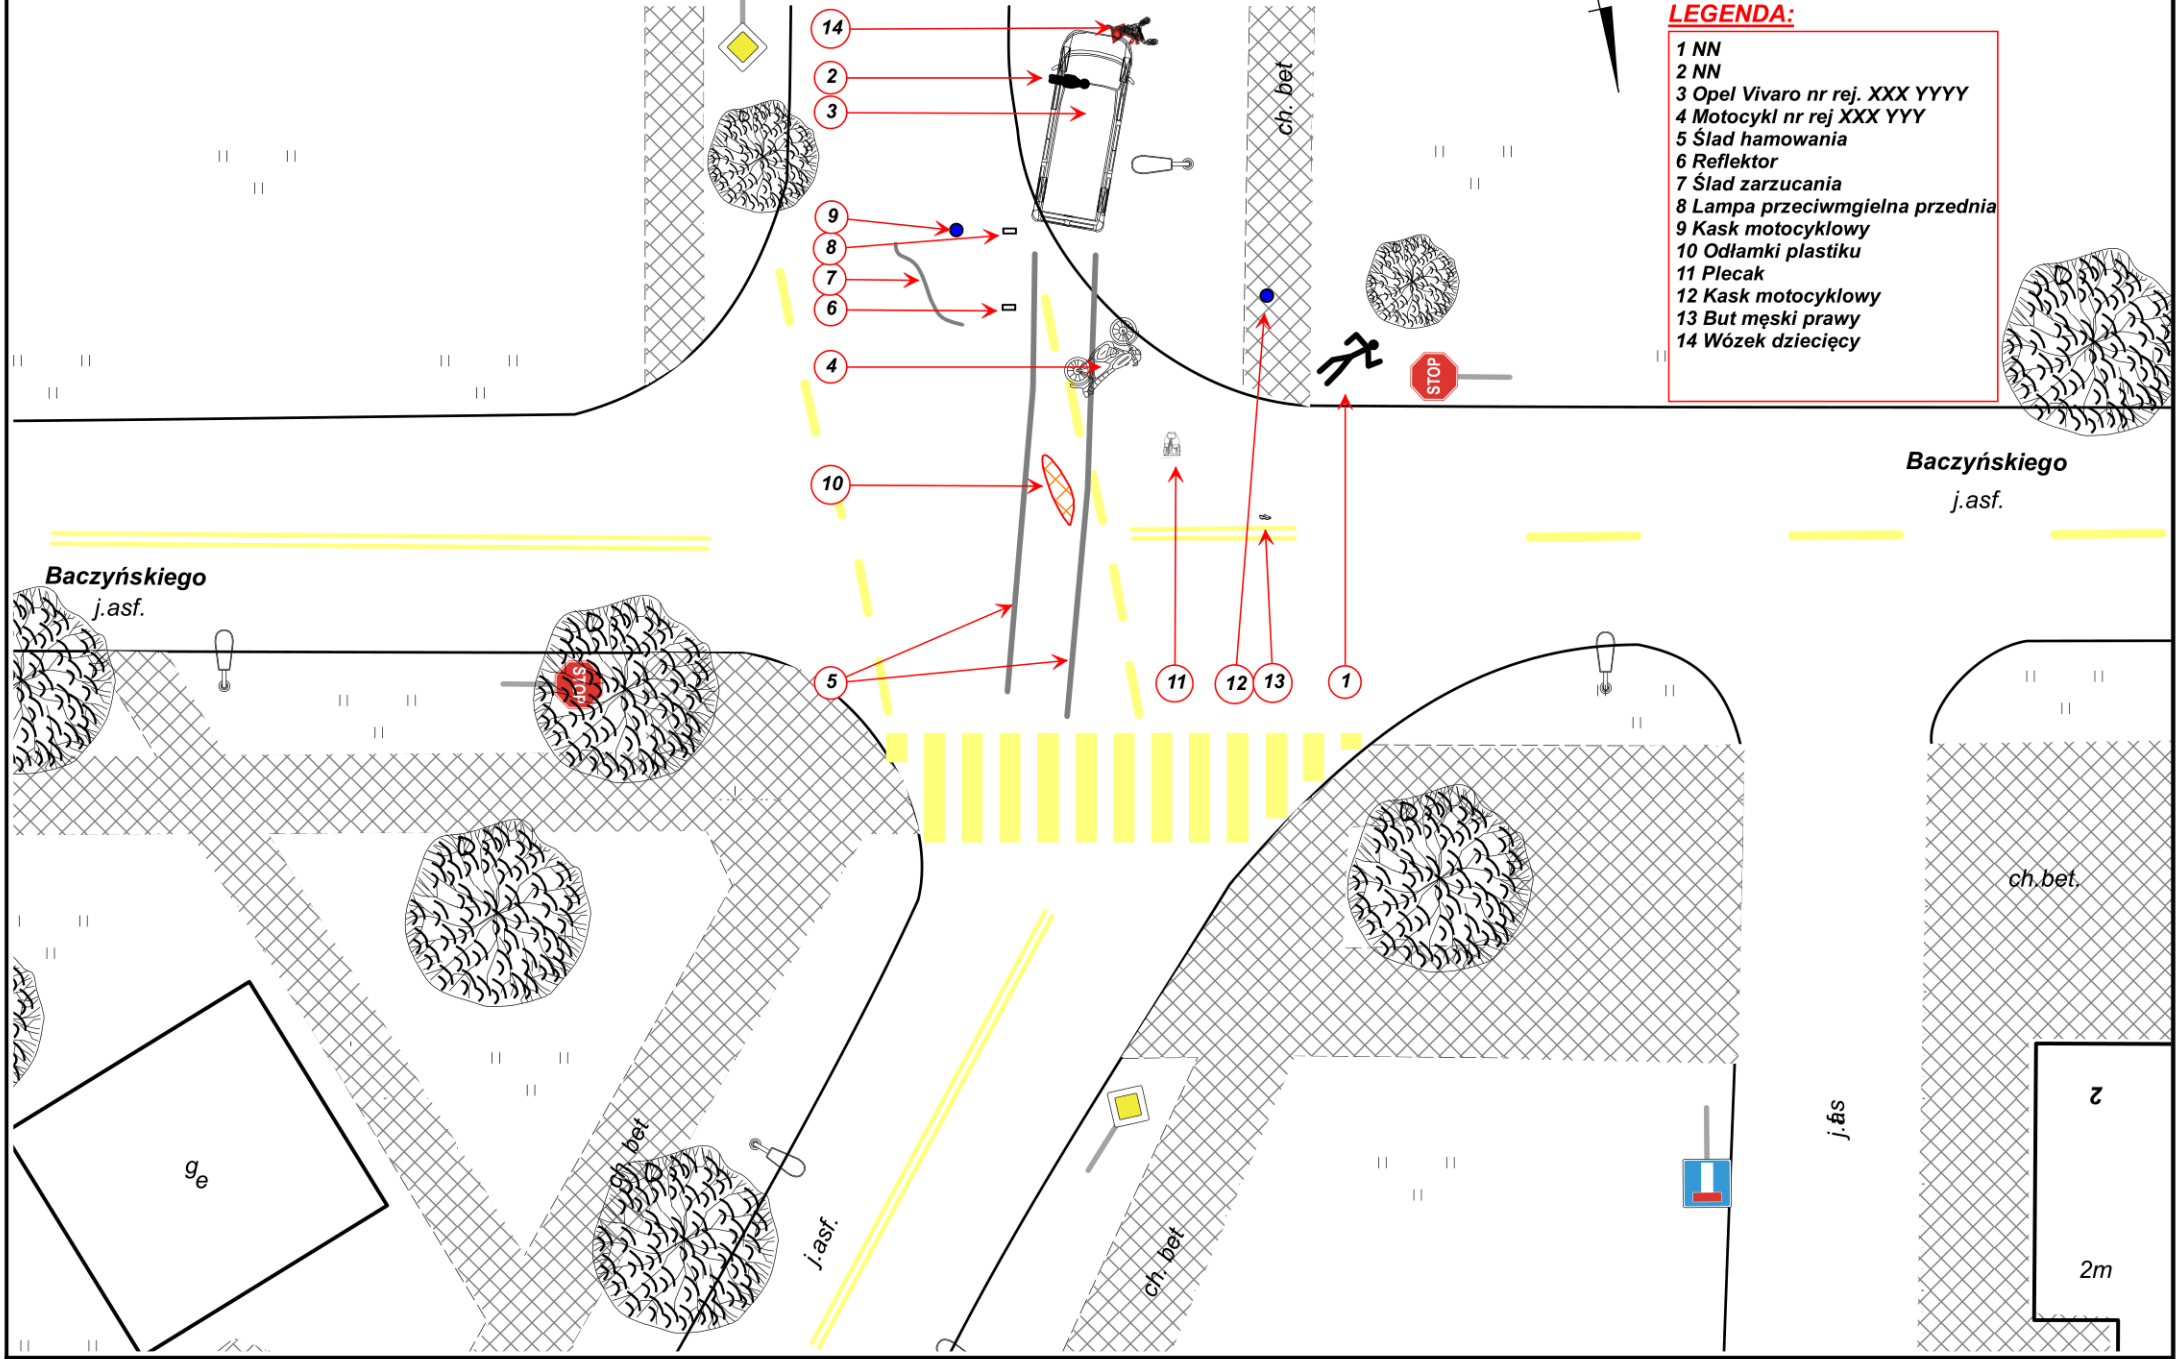 LEGENDA:
1 NN
2 NN
3 Opel Vivaro nr rej. XXX YYYY
4 Motocykl nr rej XXX YYY
5 Ślad hamowania
6 Reflektor
7 Ślad zarzucania
8 Lampa przeciwmgielna przednia
9 Kask motocyklowy
10 Odłamki plastiku
11 Plecak
12 Kask motocyklowy
13 But męski prawy
14 Wózek dziecięcy
14
2
3
ch. bet
9
8
7
6
4
STOP
10
Baczyńskiego
j.asf.
Baczyńskiego
j.asf.
STOP
5
11
12
13
1
ch.bet.
2
ch. bet
ge
j.asf.
ch. bet
2m